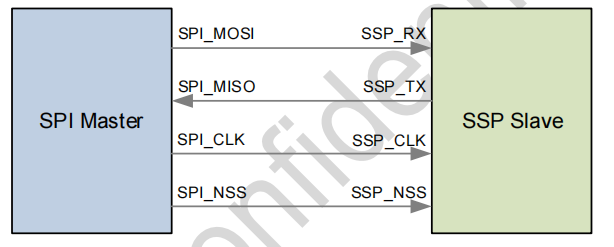 SPI_MOSI SSP_RX
SPI_MISO SSP_TX
SPI Master SSP Slave
SPI_CLK SSP_CLK
SPI_NSS SSP_NSS